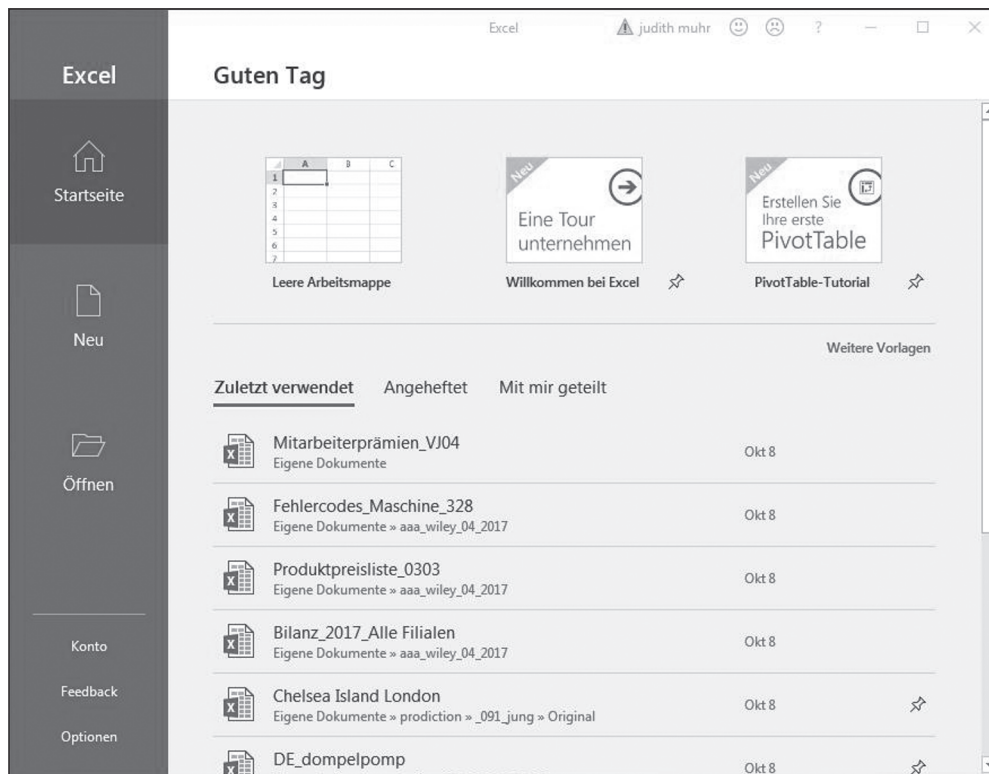 Excel judith muhr ?
Excel
Guten Tag
Startseite
Neu
Öffnen
Konto
Feedback
Optionen
A B C
1
2
3
4
5
6
7
Leere Arbeitsmappe
Neu
Eine Tour
unternehmen
Willkommen bei Excel
Neu
Erstellen Sie
Ihre erste
PivotTable
PivotTable-Tutorial
Weitere Vorlagen
Zuletzt verwendet Angeheftet Mit mir geteilt
Mitarbeiterprämien_VJ04 Okt 8
Eigene Dokumente
Fehlercodes_Maschine_328 Okt 8
Eigene Dokumente » aaa_wiley_04_2017
Produktpreisliste_0303 Okt 8
Eigene Dokumente » aaa_wiley_04_2017
Bilanz_2017_Alle Filialen Okt 8
Eigene Dokumente » aaa_wiley_04_2017
Chelsea Island London Okt 8
Eigene Dokumente » prodiction » _091_jung » Original
DE_dompelpomp Okt 8